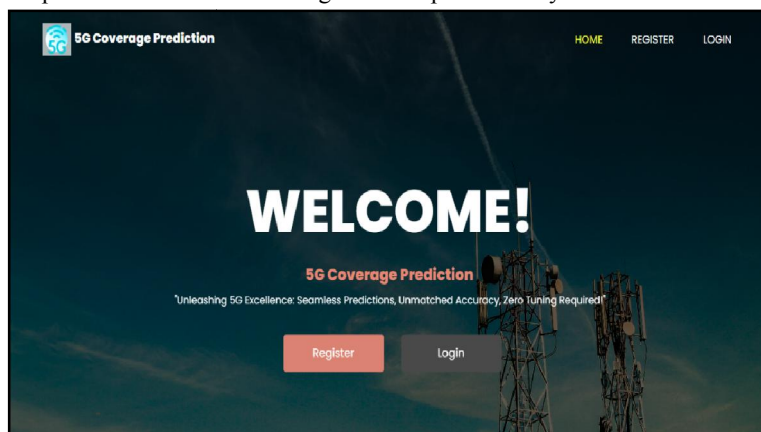 5G
5G Coverage Prediction
HOME REGISTER LOGIN
WELCOME!
5G Coverage Prediction
"Unleashing 5G Excellence: Seamless Predictions, Unmatched Accuracy, Zero Tuning Required!"
Register Login